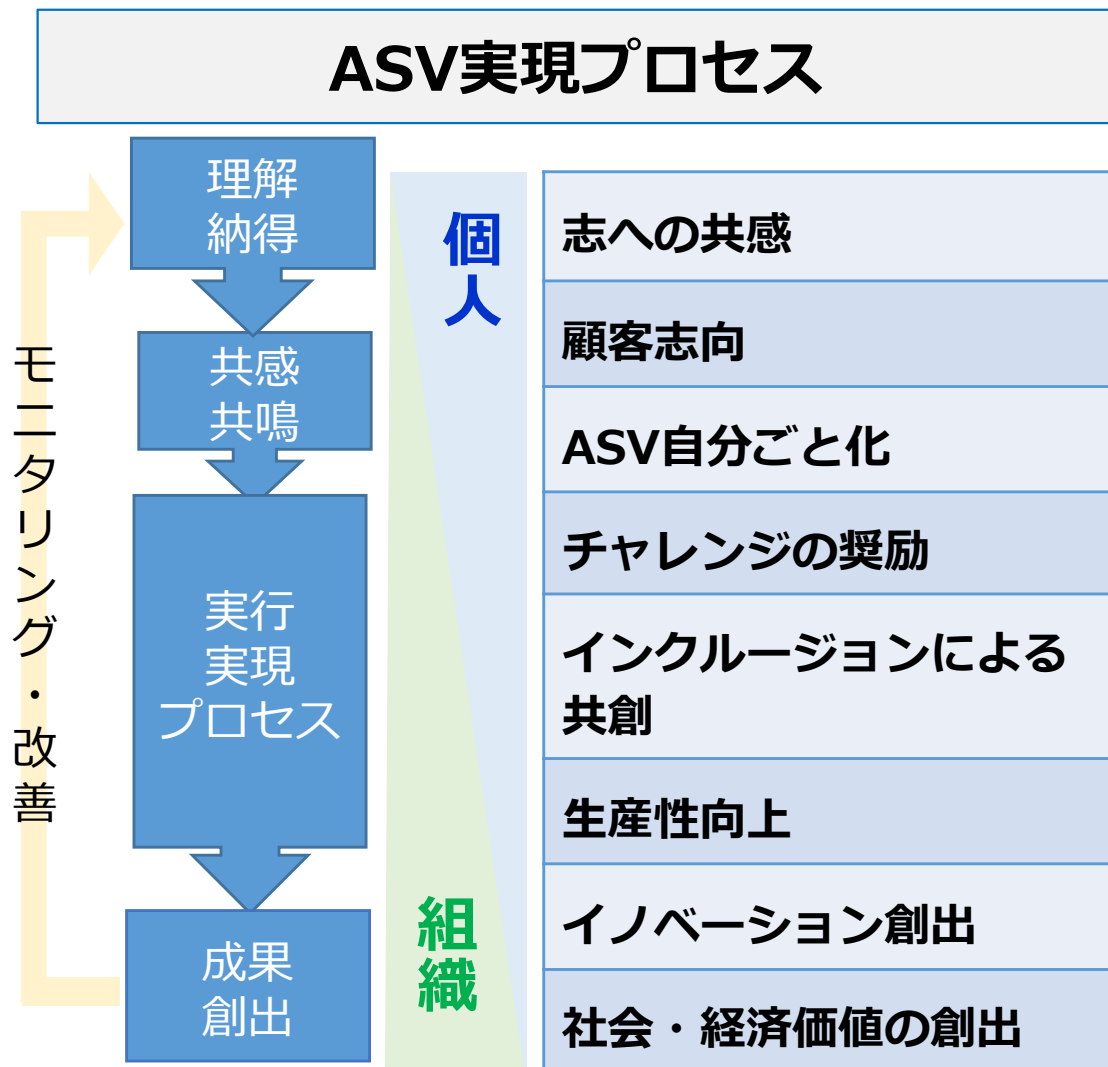 ASV実現プロセス
理解
納得
共感
共鳴
実行
実現
プロセス
成果
創出
モニタリング・改善
個人
組織
志への共感
顧客志向
ASV自分ごと化
チャレンジの奨励
インクルージョンによる
共創
生産性向上
イノベーション創出
社会・経済価値の創出